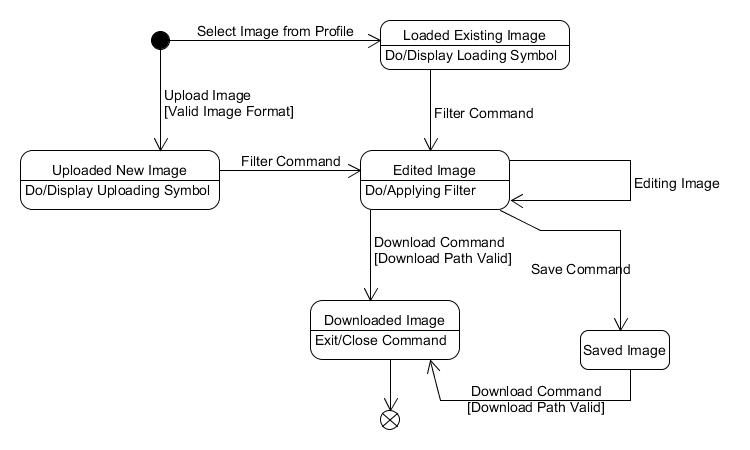 Select Image from Profile
Loaded Existing Image
Do/Display Loading Symbol
Upload Image
[Valid Image Format]
Filter Command
Uploaded New Image
Do/Display Uploading Symbol
Filter Command
Edited Image
Do/Applying Filter
Editing Image
Download Command
[Download Path Valid]
Save Command
Downloaded Image
Exit/Close Command
Saved Image
Download Command
[Download Path Valid]